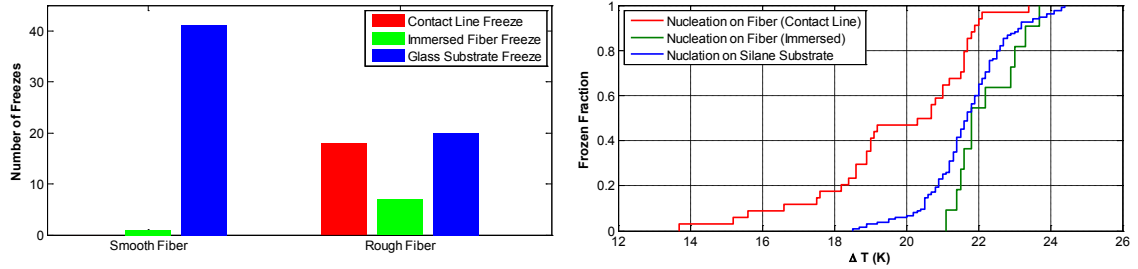 Number of Freezes
40
30
20
10
0
Contact Line Freeze
Immersed Fiber Freeze
Glass Substrate Freeze
Smooth Fiber
Rough Fiber
Frozen Fraction
1
0.8
0.6
0.4
0.2
0
Nucleation on Fiber (Contact Line)
Nucleation on Fiber (Immersed)
Nuclation on Silane Substrate
12 14 16 18 20 22 24 26
Δ T (K)